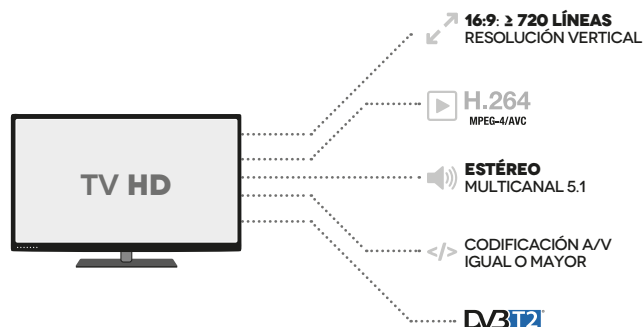 16:9: ≥ 720 LÍNEAS
RESOLUCIÓN VERTICAL
H.264
MPEG-4/AVC
TV HD
ESTÉREO
MULTICANAL 5.1
</> CODIFICACIÓN A/V
IGUAL O MAYOR
DVB T2